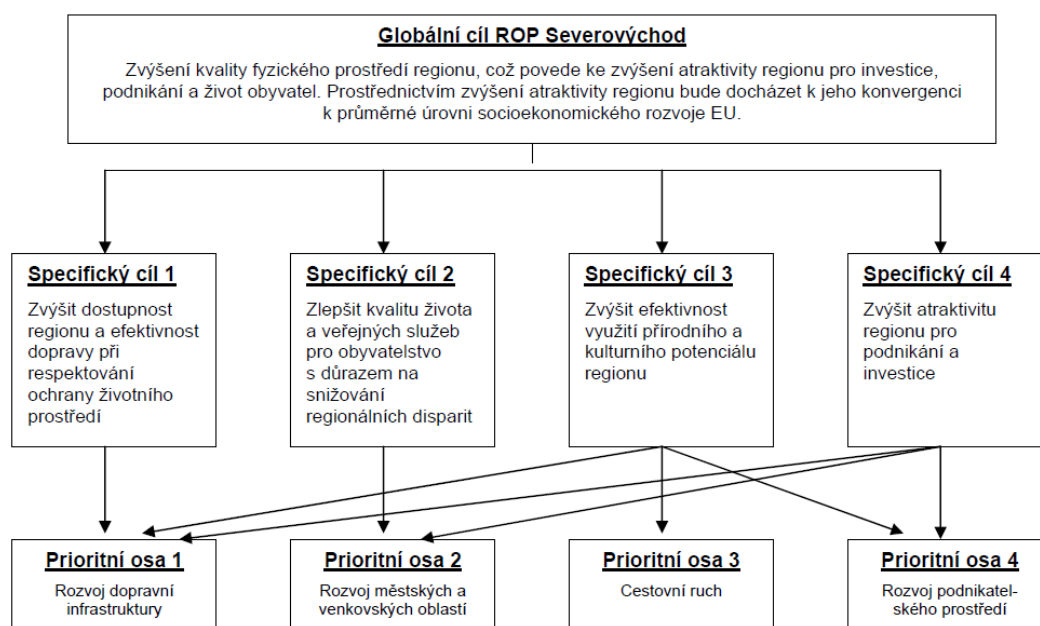 Globální cíl ROP Severovýchod
Zvýšení kvality fyzického prostředí regionu, což povede ke zvýšení atraktivity regionu pro investice,
podnikání a život obyvatel. Prostřednictvím zvýšení atraktivity regionu bude docházet k jeho konvergenci
k průměrné úrovni socioekonomického rozvoje EU.
Specifický cíl 1
Zvýšit dostupnost
regionu a efektivnost
dopravy při
respektování
ochrany životního
prostředí
Specifický cíl 2
Zlepšit kvalitu života
a veřejných služeb
pro obyvatelstvo
s důrazem na
snižování
regionálních disparit
Specifický cíl 3
Zvýšit efektivnost
využití přírodního a
kulturního potenciálu
regionu
Specifický cíl 4
Zvýšit atraktivitu
regionu pro
podnikání a
investice
Prioritní osa 1
Rozvoj dopravní
infrastruktury
Prioritní osa 2
Rozvoj městských a
venkovských oblastí
Prioritní osa 3
Cestovní ruch
Prioritní osa 4
Rozvoj podnikatel-
ského prostředí